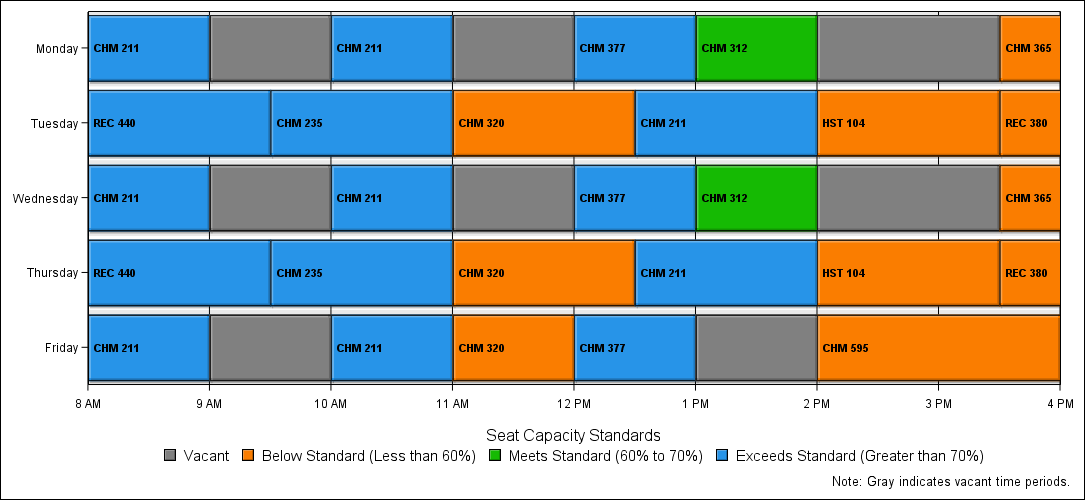 Monday CHM 211 CHM 211 CHM 377 CHM 312 CHM 365
Tuesday REC 440 CHM 235 CHM 320 CHM 211 HST 104 REC 380
Wednesday CHM 211 CHM 211 CHM 377 CHM 312 CHM 365
Thursday REC 440 CHM 235 CHM 320 CHM 211 HST 104 REC 380
Friday CHM 211 CHM 211 CHM 320 CHM 377 CHM 595
8 AM 9 AM 10 AM 11 AM 12 PM 1 PM 2 PM 3 PM 4 PM
Seat Capacity Standards
Vacant Below Standard (Less than 60%) Meets Standard (60% to 70%) Exceeds Standard (Greater than 70%)
Note: Gray indicates vacant time periods.